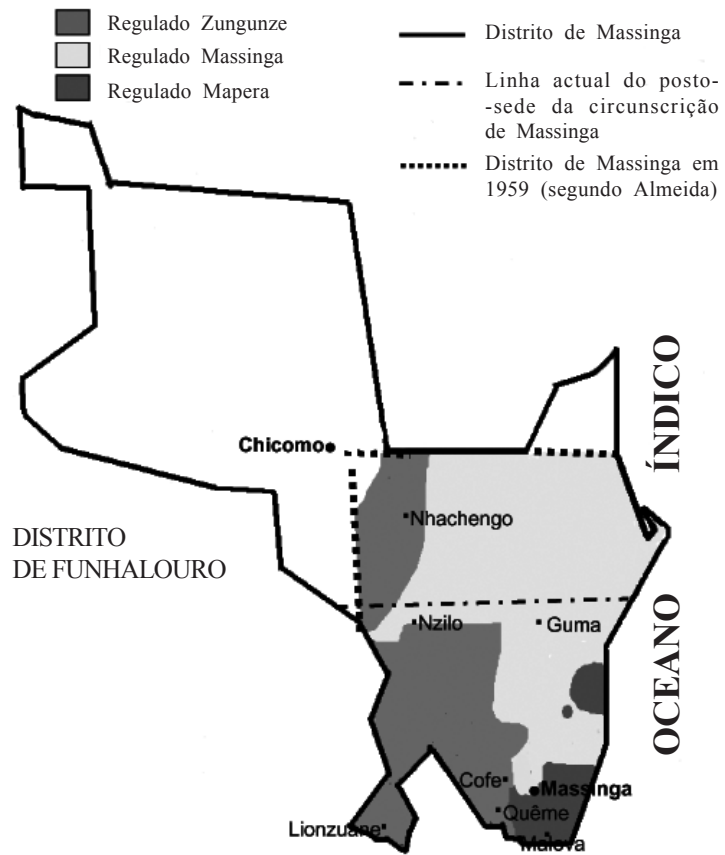 Regulado Zungunze
Regulado Massinga
Regulado Mapera
Distrito de Massinga
Linha actual do posto-
-sede da circunscrição
de Massinga
Distrito de Massinga em
1959 (segundo Almeida)
ÍNDICO
Chicomo
Nhachengo
DISTRITO
DE FUNHALOURO
OCEANO
Nzilo
Guma
Cofe
Massinga
Quême
Lionzuane
Malova